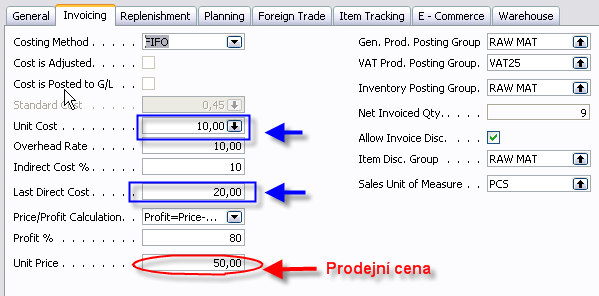 General Invoicing Replenishment Planning Foreign Trade Item Tracking E - Commerce Warehouse
Costing Method . . . . . FIFO
Cost is Adjusted. . . . .
Cost is Posted to G/L . .
Standard Cost . . . . . . 0,45
Unit Cost . . . . . . . . 10,00
Overhead Rate . . . . . . 10,00
Indirect Cost % . . . . . 10
Last Direct Cost . . . . . 20,00
Price/Profit Calculation. . Profit=Price-...
Profit % . . . . . . . . 80
Unit Price . . . . . . . 50,00
Prodejní cena
Gen. Prod. Posting Group RAW MAT
VAT Prod. Posting Group. VAT25
Inventory Posting Group . RAW MAT
Net Invoiced Qty. . . . . 9
Allow Invoice Disc. . . . .
Item Disc. Group . . . . RAW MAT
Sales Unit of Measure . . PCS